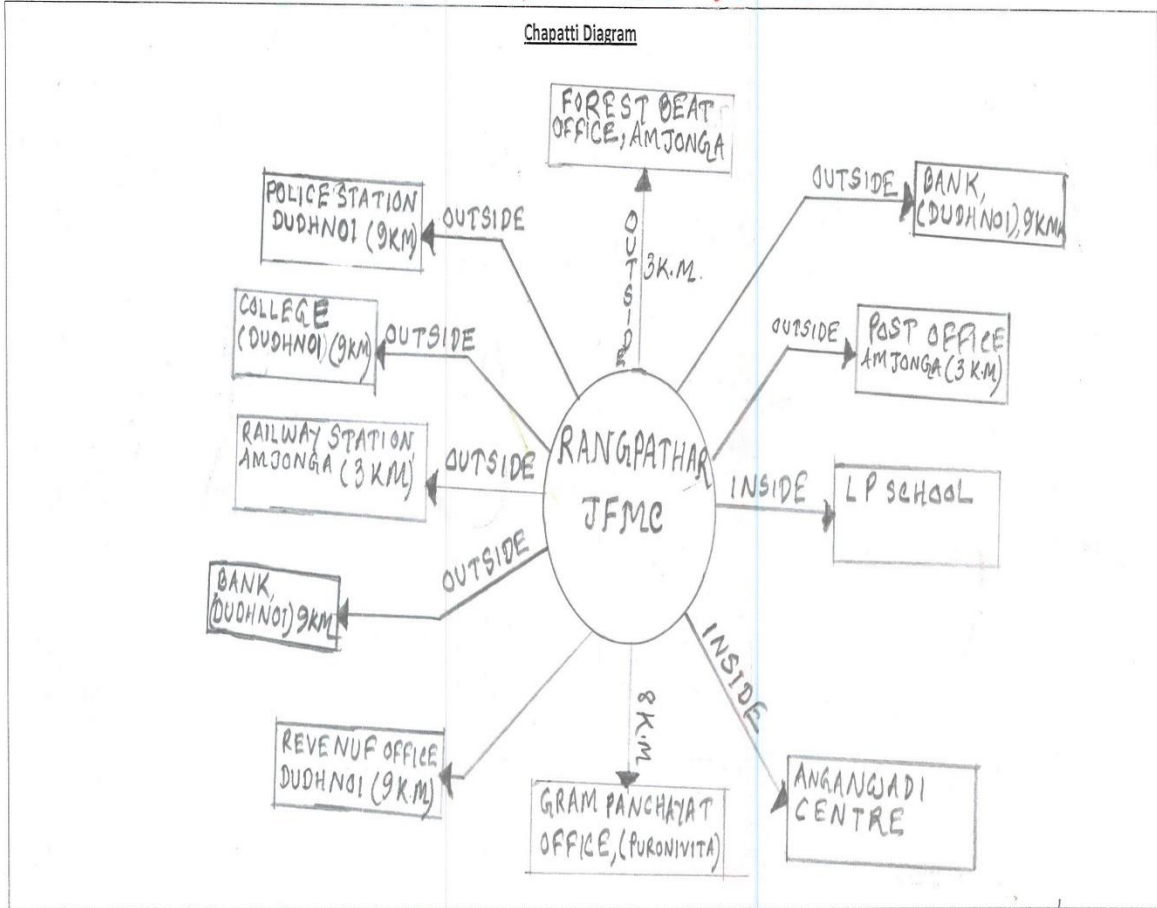 Chapatti Diagram
FOREST BEAT
OFFICE, AMJONGA
OUTSIDE
3K.M.
OUTSIDE
BANK,
(DUDHNOI), 9KM
POLICE STATION
DUDHNOI (9KM)
OUTSIDE
COLLEGE
(DUDHNOI) (9KM)
OUTSIDE
OUTSIDE
POST OFFICE
AMJONGA (3 K.M)
RAILWAY STATION,
AMJONGA (3 KM)
OUTSIDE
RANGPATHAR
JFMC
INSIDE
LP SCHOOL
BANK,
(DUDHNOI) 9KM
OUTSIDE
INSIDE
ANGANWADI
CENTRE
REVENUE OFFICE
DUDHNOI (9K.M)
8 K.M
GRAM PANCHAYAT
OFFICE, (PURONIVITA)